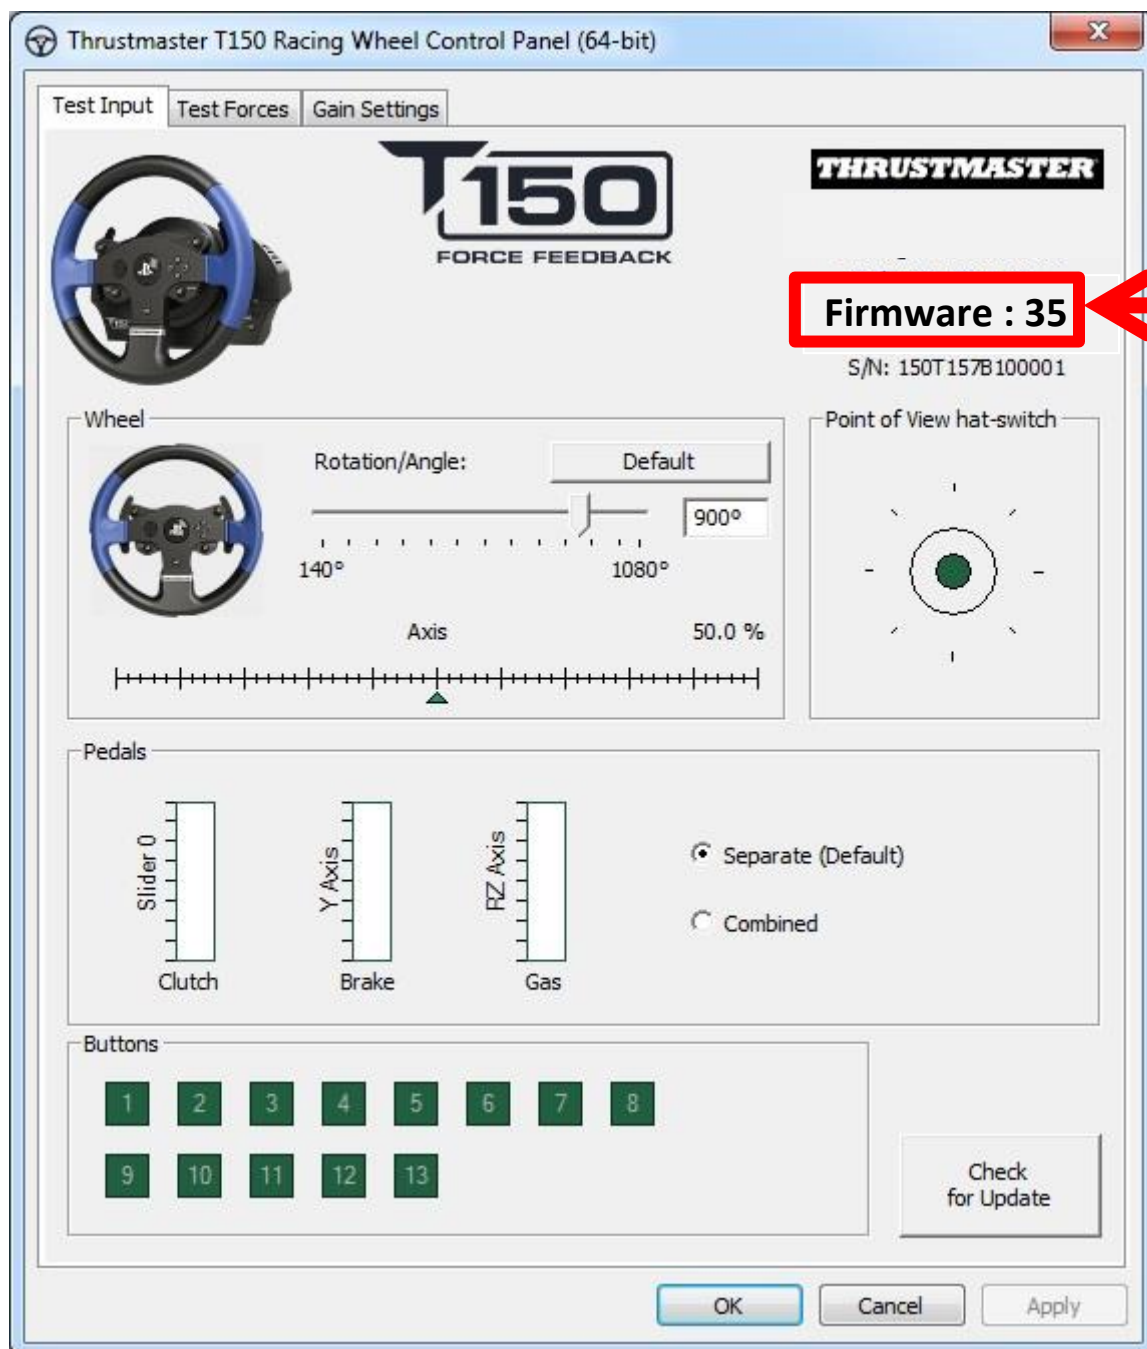 Thrustmaster T150 Racing Wheel Control Panel (64-bit)
Test Input Test Forces Gain Settings
T150
FORCE FEEDBACK
THRUSTMASTER
Firmware : 35
S/N: 150T157B100001
Wheel
Rotation/Angle: Default
900°
140° 1080°
Axis 50.0 %
Point of View hat-switch
Pedals
Slider 0
Clutch
Y Axis
Brake
RZ Axis
Gas
Separate (Default)
Combined
Buttons
1 2 3 4 5 6 7 8
9 10 11 12 13
Check
for Update
OK Cancel Apply